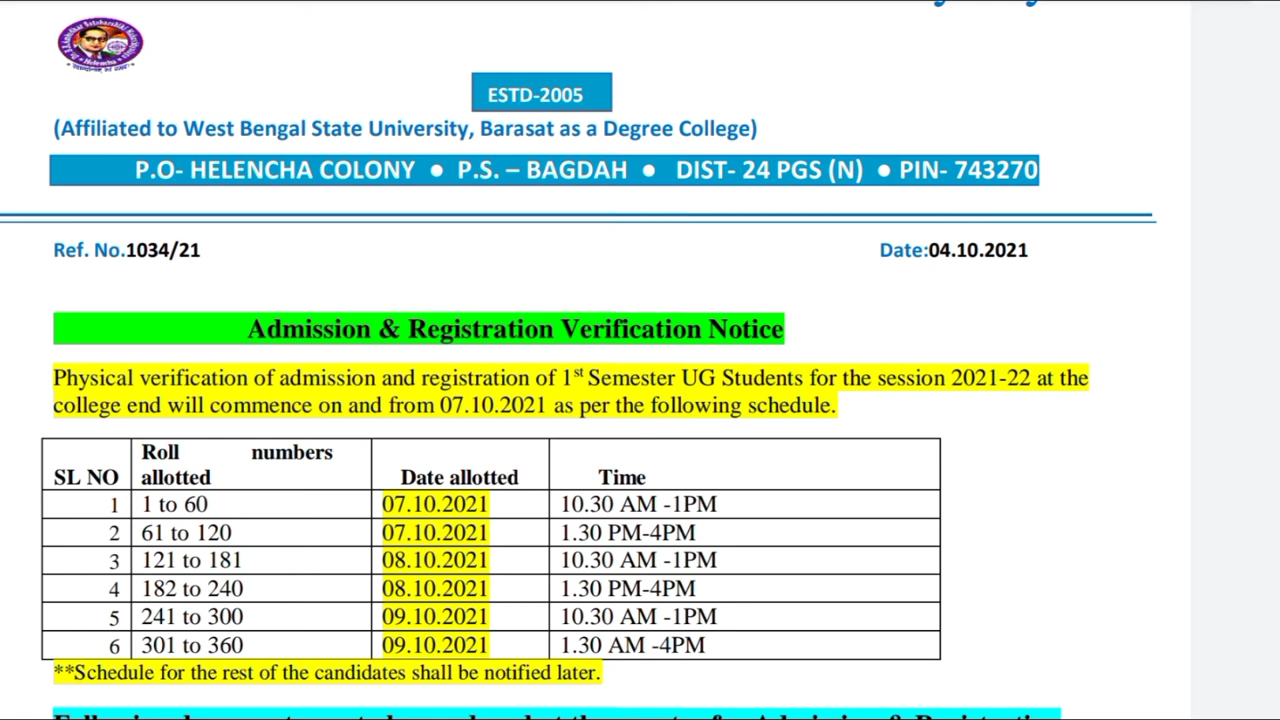 ESTD-2005
(Affiliated to West Bengal State University, Barasat as a Degree College)
P.O- HELENCHA COLONY ● P.S. – BAGDAH ● DIST- 24 PGS (N) ● PIN- 743270
Ref. No.1034/21 Date:04.10.2021
Admission & Registration Verification Notice
Physical verification of admission and registration of 1st Semester UG Students for the session 2021-22 at the
college end will commence on and from 07.10.2021 as per the following schedule.
SL NO Roll numbers allotted Date allotted Time
1 1 to 60 07.10.2021 10.30 AM -1PM
2 61 to 120 07.10.2021 1.30 PM-4PM
3 121 to 181 08.10.2021 10.30 AM -1PM
4 182 to 240 08.10.2021 1.30 PM-4PM
5 241 to 300 09.10.2021 10.30 AM -1PM
6 301 to 360 09.10.2021 1.30 AM -4PM
**Schedule for the rest of the candidates shall be notified later.